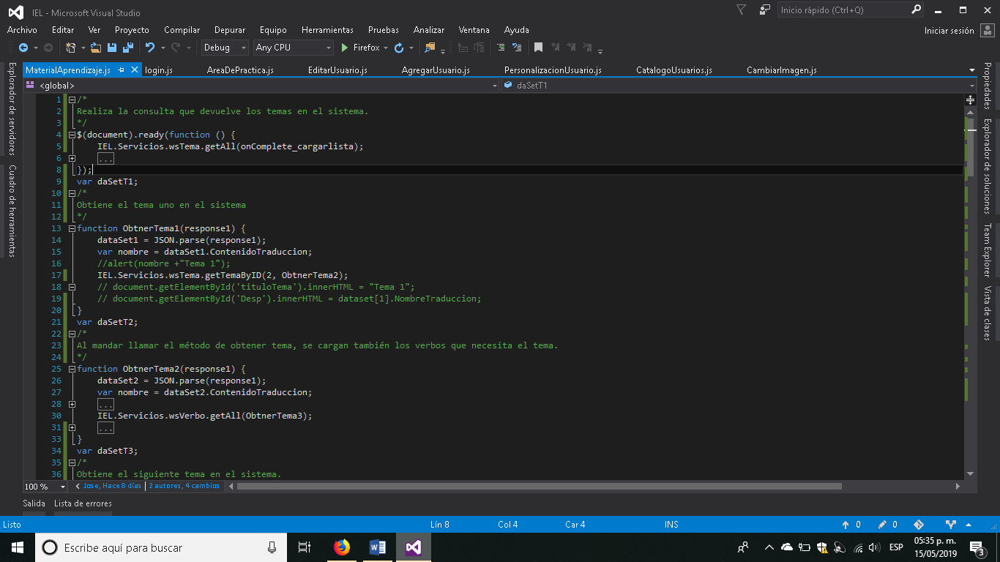 IEL - Microsoft Visual Studio
Inicio rápido (Ctrl+Q)
Archivo Editar Ver Proyecto Compilar Depurar Equipo Herramientas Pruebas Analizar Ventana Ayuda
Iniciar sesión
Debug Any CPU Firefox
MaterialAprendizaje.js login.js AreaDePractica.js EditarUsuario.js AgregarUsuario.js PersonalizacionUsuario.js CatalogoUsuarios.js CambiarImagen.js
<global> daSetT1
Explorador de servidores
Cuadro de herramientas
1 /*
2 Realiza la consulta que devuelve los temas en el sistema.
3 */
4 $(document).ready(function () {
5 IEL.Servicios.wsTema.getAll(onComplete_cargarlista);
6 ...
8 });
9 var daSetT1;
10 /*
11 Obtiene el tema uno en el sistema
12 */
13 function ObtnerTema1(response1) {
14 dataSet1 = JSON.parse(response1);
15 var nombre = dataSet1.ContenidoTraduccion;
16 //alert(nombre +"Tema 1");
17 IEL.Servicios.wsTema.getTemaByID(2, ObtnerTema2);
18 // document.getElementById('tituloTema').innerHTML = "Tema 1";
19 // document.getElementById('Desp').innerHTML = dataset[1].NombreTraduccion;
20 }
21 var daSetT2;
22 /*
23 Al mandar llamar el método de obtener tema, se cargan también los verbos que necesita el tema.
24 */
25 function ObtnerTema2(response1) {
26 dataSet2 = JSON.parse(response1);
27 var nombre = dataSet2.ContenidoTraduccion;
28 ...
30 IEL.Servicios.wsVerbo.getAll(ObtnerTema3);
31 ...
33 }
34 var daSetT3;
35 /*
36 Obtiene el siguiente tema en el sistema.
Propiedades
Explorador de soluciones
Team Explorer
Vista de clases
100 % Jose, Hace 8 días 2 autores, 4 cambios
Salida Lista de errores
Listo Lín 8 Col 4 Car 4 INS 0 0
Escribe aquí para buscar
ESP 05:35 p. m.
15/05/2019
3